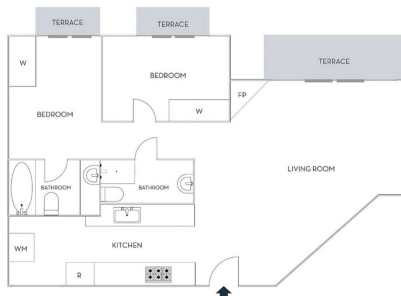 TERRACE
TERRACE
TERRACE
W
BEDROOM
FP
W
BEDROOM
LIVING ROOM
BATHROOM
BATHROOM
KITCHEN
WM
R